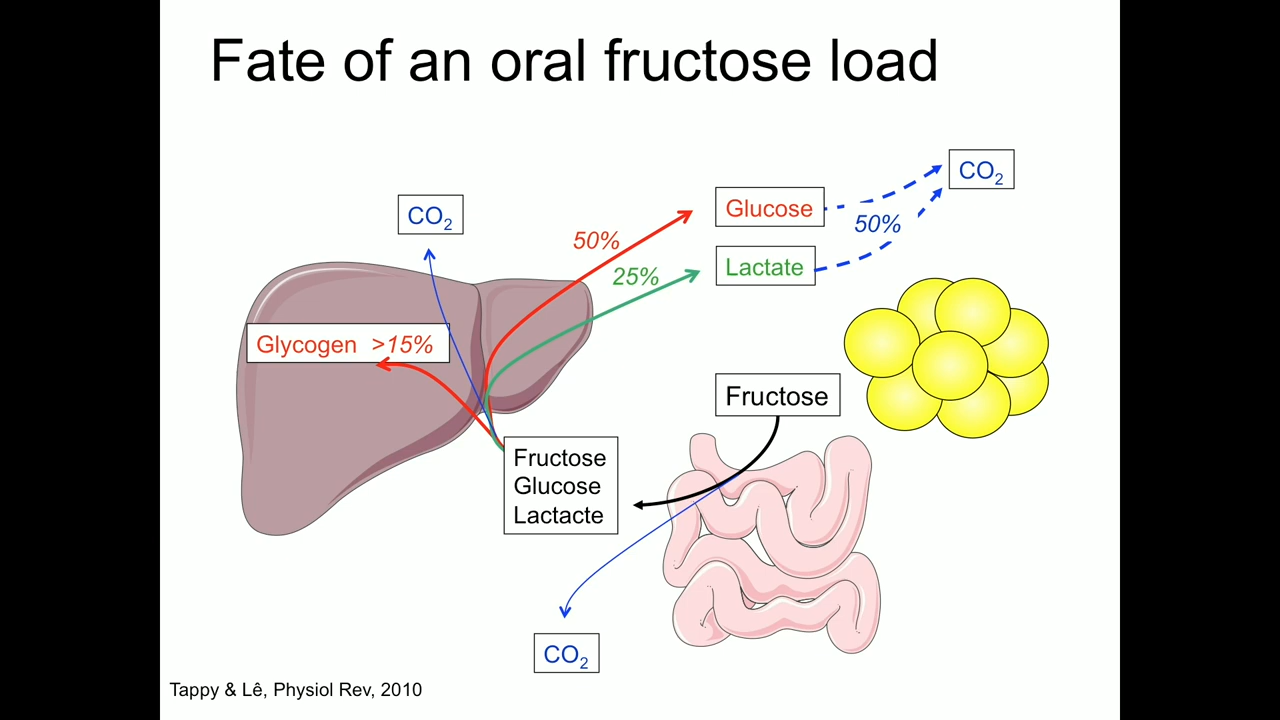 Fate of an oral fructose load
CO₂
CO₂
Glucose
50%
50%
Lactate
25%
Glycogen >15%
Fructose
Fructose
Glucose
Lactacte
CO₂
Tappy & Lê, Physiol Rev, 2010